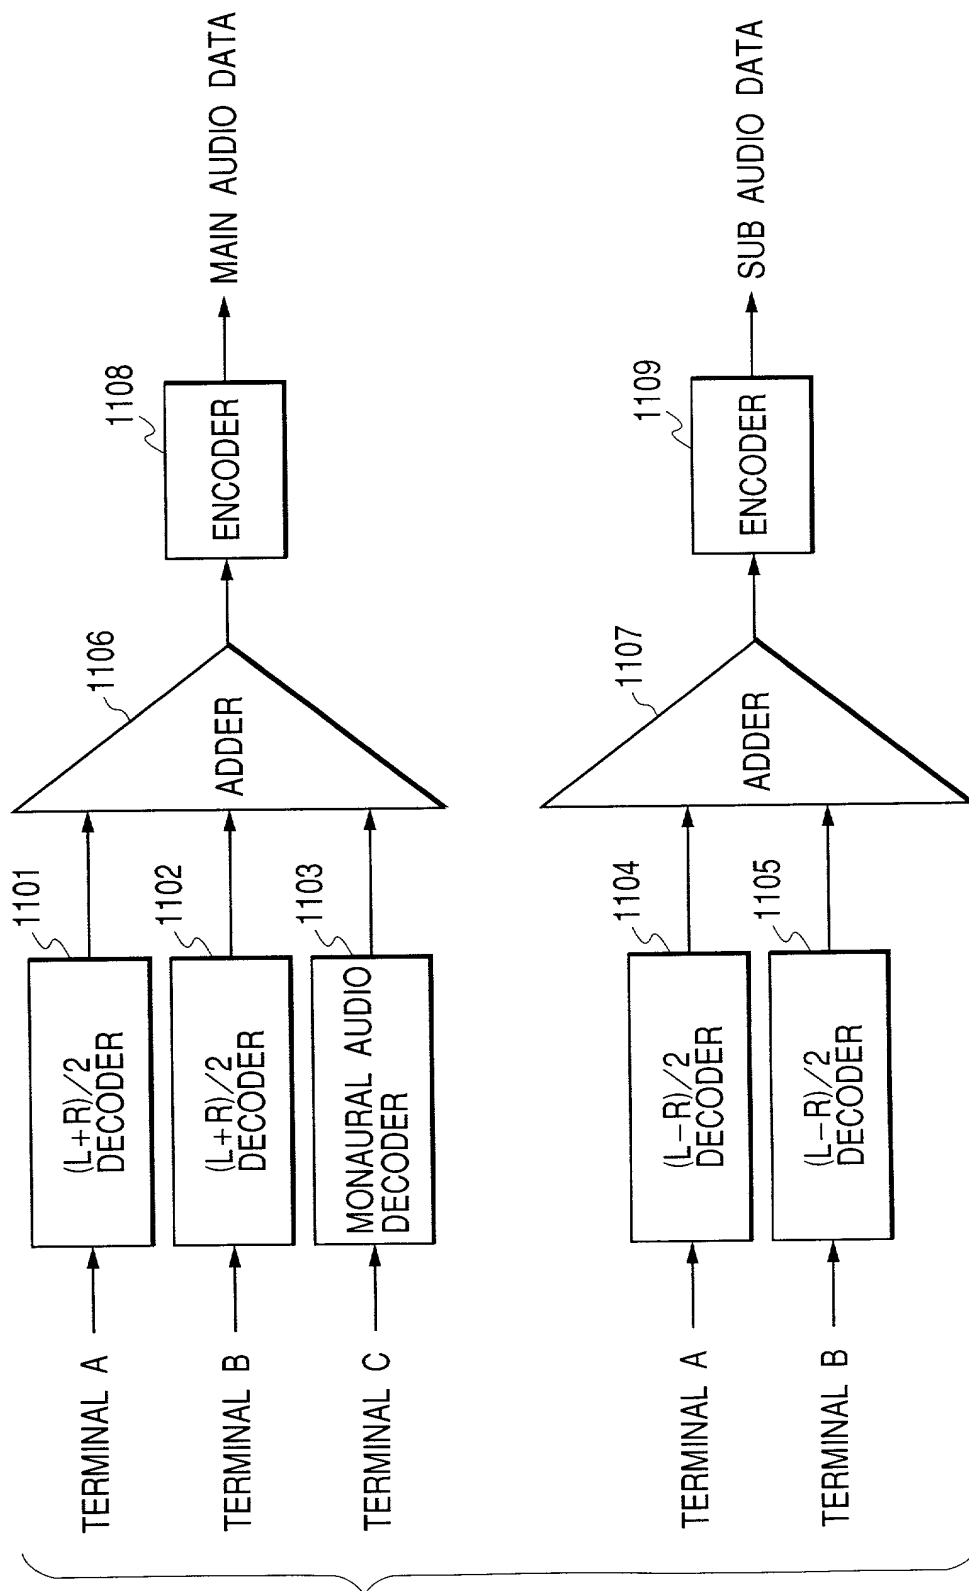 TERMINAL A
(L+R)/2
DECODER
1101
TERMINAL B
(L+R)/2
DECODER
1102
TERMINAL C
MONAURAL AUDIO
DECODER
1103
ADDER
1106
ENCODER
1108
MAIN AUDIO DATA
TERMINAL A
(L−R)/2
DECODER
1104
TERMINAL B
(L−R)/2
DECODER
1105
ADDER
1107
ENCODER
1109
SUB AUDIO DATA